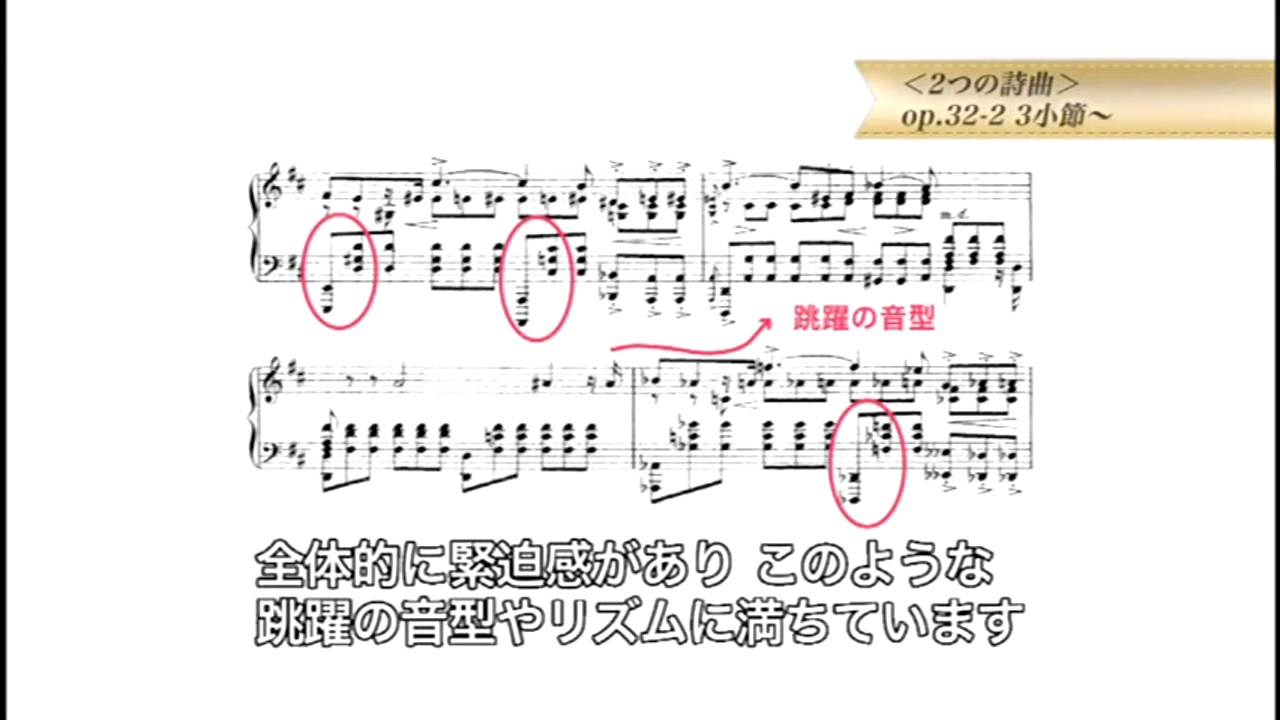 ＜2つの詩曲＞
op.32-2 3小節～
m.d.
跳躍の音型
全体的に緊迫感があり このような
跳躍の音型やリズムに満ちています